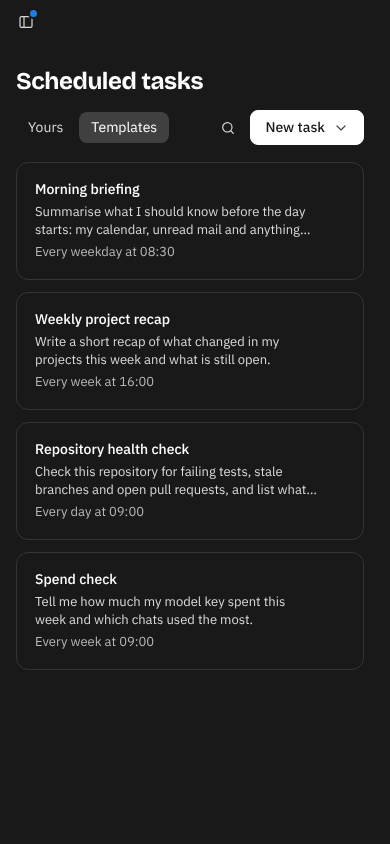 Scheduled tasks
Yours
Templates
New task
Morning briefing
Summarise what I should know before the day
starts: my calendar, unread mail and anything...
Every weekday at 08:30
Weekly project recap
Write a short recap of what changed in my
projects this week and what is still open.
Every week at 16:00
Repository health check
Check this repository for failing tests, stale
branches and open pull requests, and list what...
Every day at 09:00
Spend check
Tell me how much my model key spent this
week and which chats used the most.
Every week at 09:00